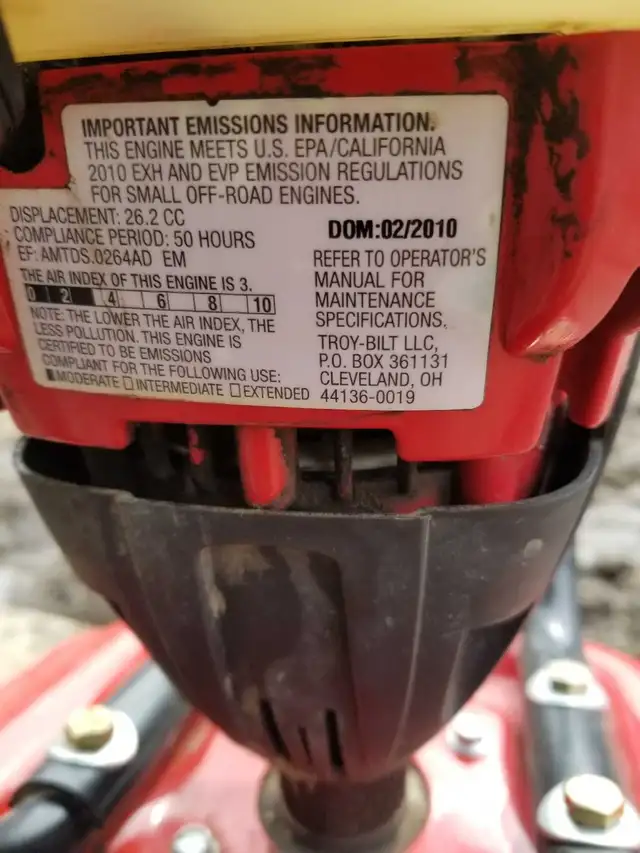 IMPORTANT EMISSIONS INFORMATION.
THIS ENGINE MEETS U.S. EPA/CALIFORNIA
2010 EXH AND EVP EMISSION REGULATIONS
FOR SMALL OFF-ROAD ENGINES.
DISPLACEMENT: 26.2 CC
COMPLIANCE PERIOD: 50 HOURS
EF: AMTDS.0264AD EM
THE AIR INDEX OF THIS ENGINE IS 3.
0 2 4 6 8 10
NOTE: THE LOWER THE AIR INDEX, THE
LESS POLLUTION. THIS ENGINE IS
CERTIFIED TO BE EMISSIONS
COMPLIANT FOR THE FOLLOWING USE:
■MODERATE □INTERMEDIATE □EXTENDED
DOM:02/2010
REFER TO OPERATOR'S
MANUAL FOR
MAINTENANCE
SPECIFICATIONS.
TROY-BILT LLC,
P.O. BOX 361131
CLEVELAND, OH
44136-0019